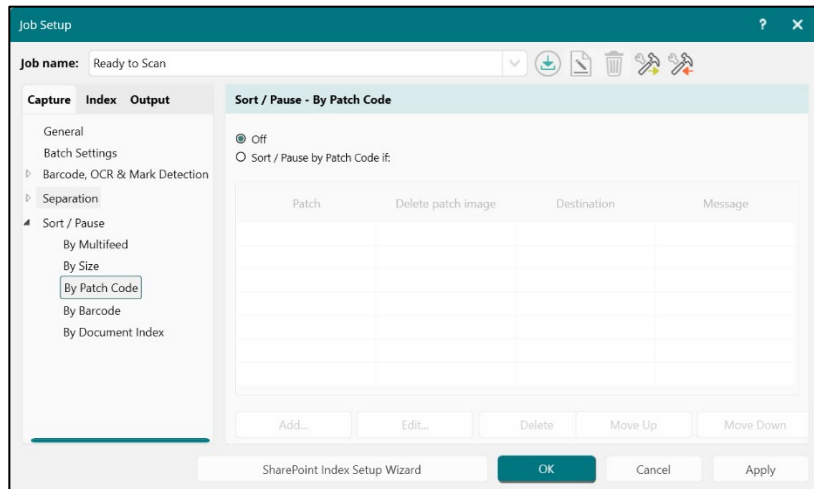 Job Setup ?
Job name: Ready to Scan
Capture Index Output
General
Batch Settings
Barcode, OCR & Mark Detection
Separation
Sort / Pause
By Multifeed
By Size
By Patch Code
By Barcode
By Document Index
Sort / Pause - By Patch Code
Off
Sort / Pause by Patch Code if:
Patch Delete patch image Destination Message
Add... Edit... Delete Move Up Move Down
SharePoint Index Setup Wizard OK Cancel Apply